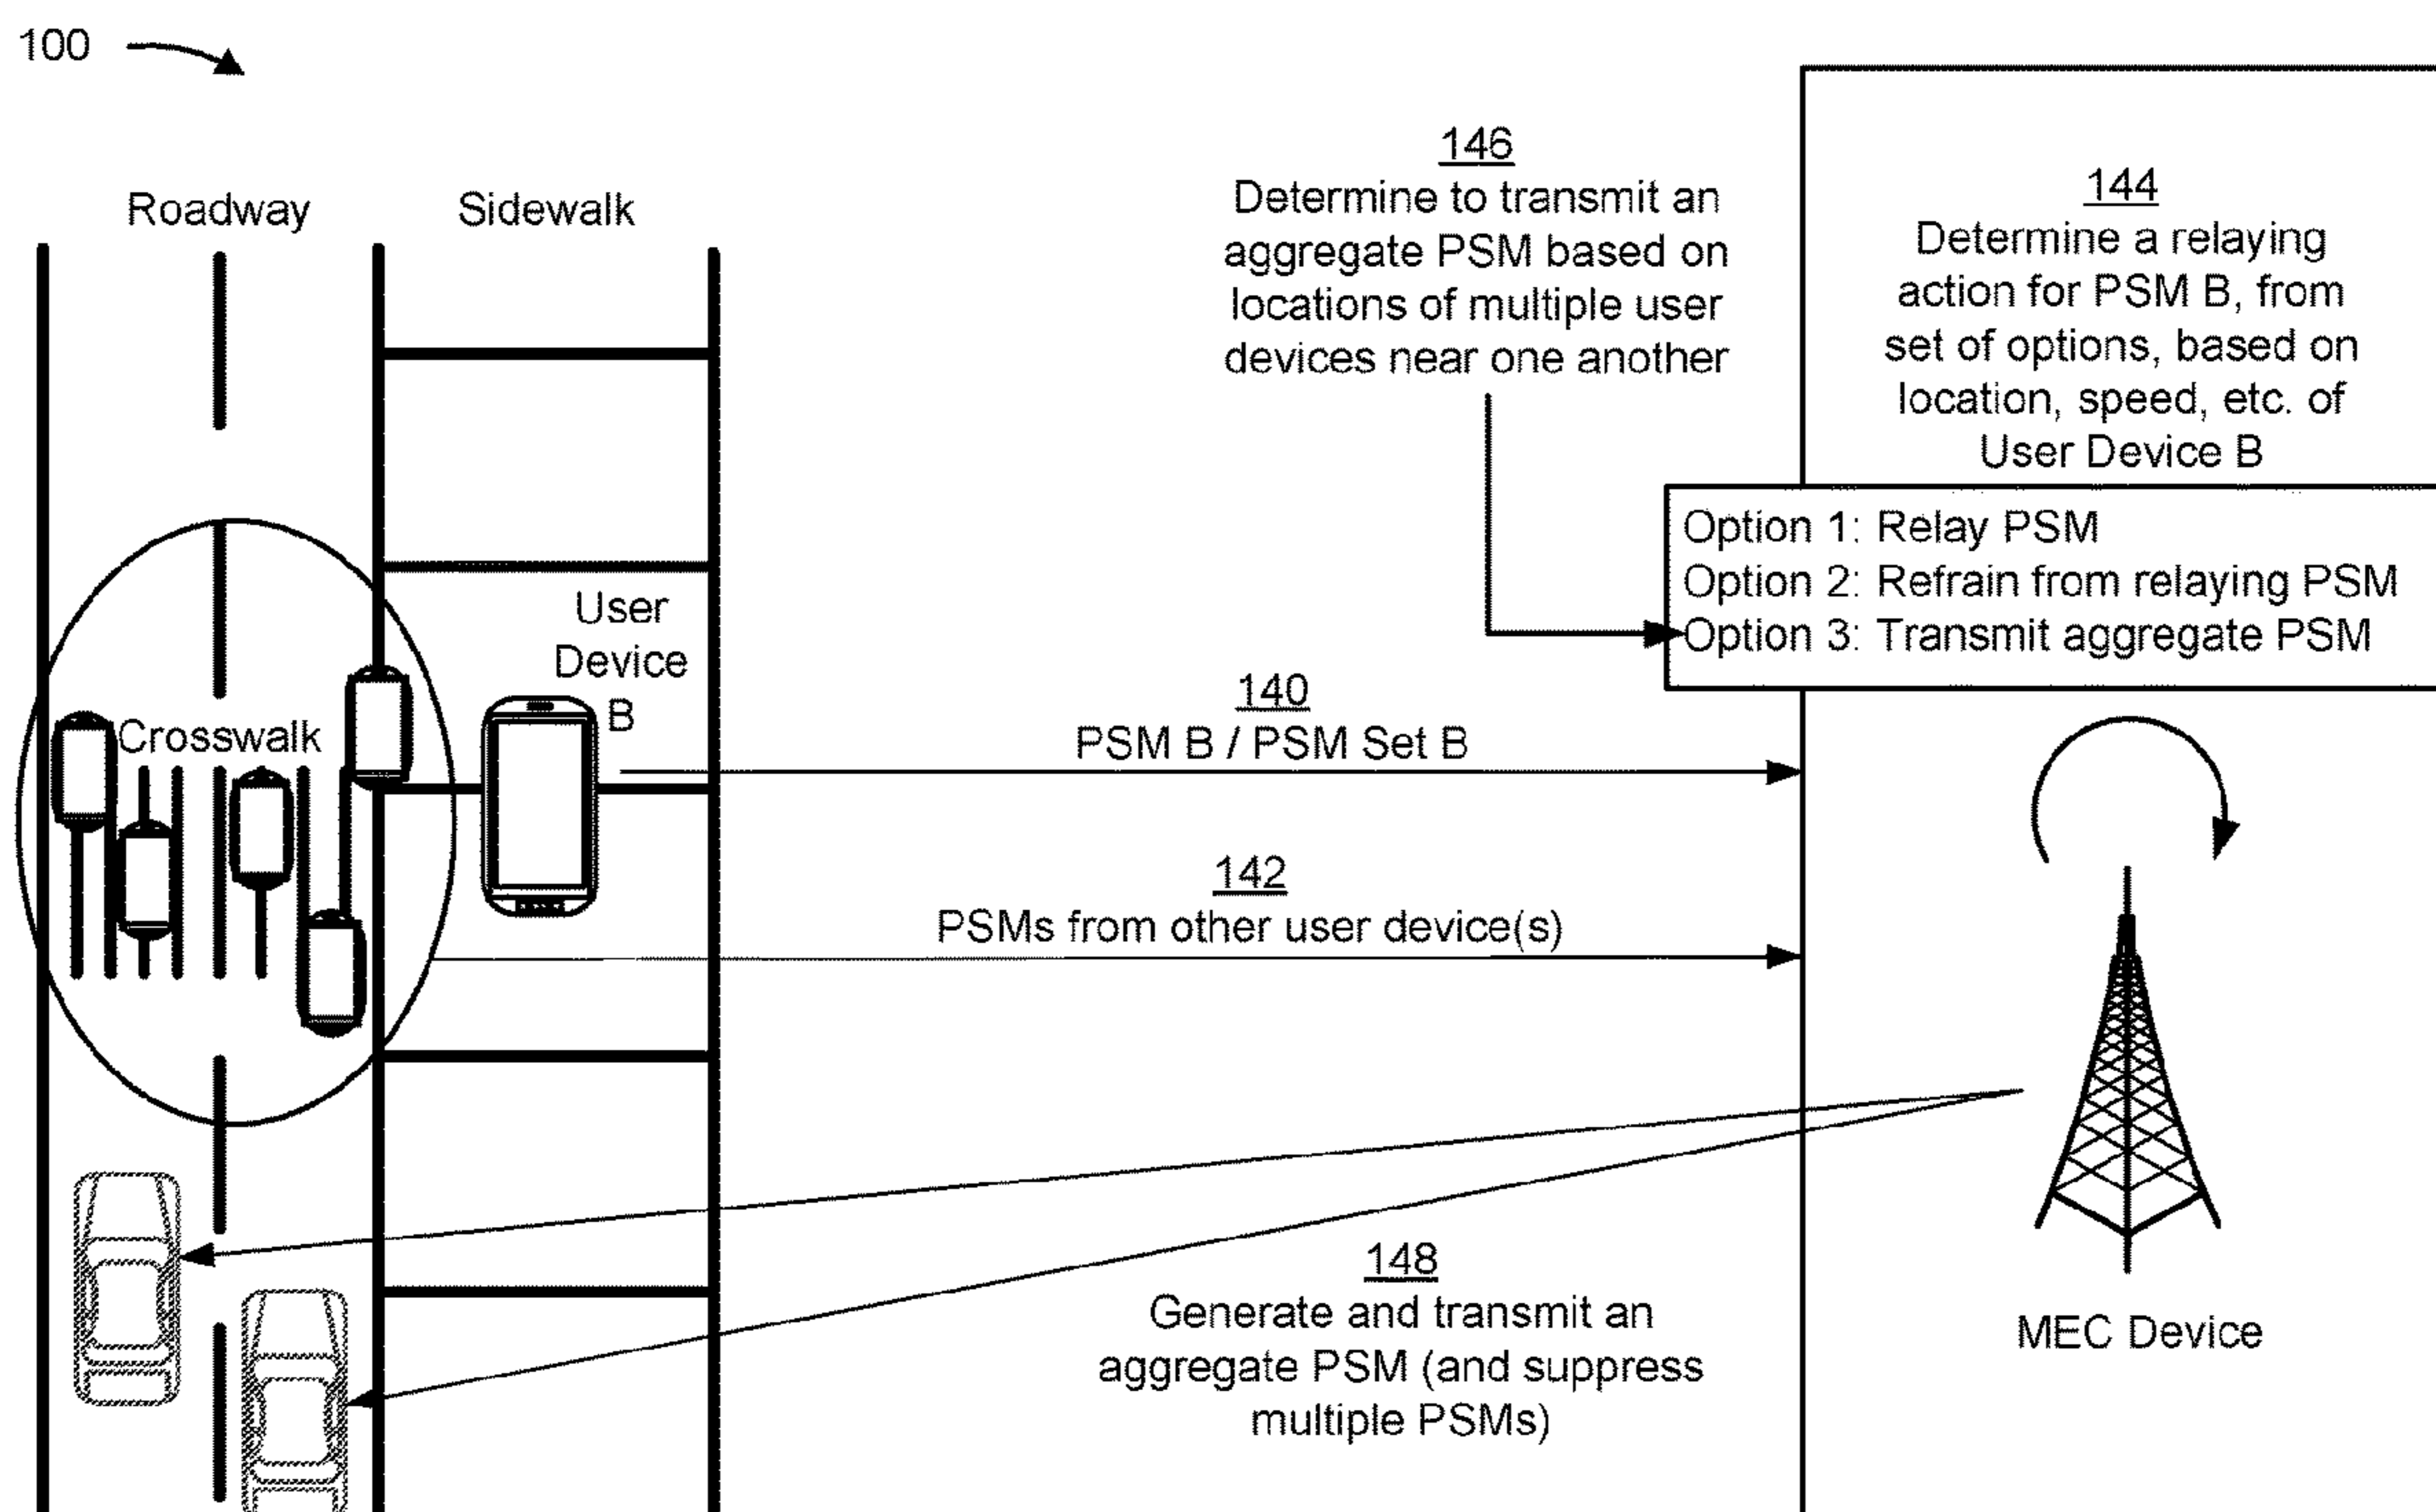 100
Roadway
Sidewalk
146
Determine to transmit an
aggregate PSM based on
locations of multiple user
devices near one another
144
Determine a relaying
action for PSM B, from
set of options, based on
location, speed, etc. of
User Device B
Option 1: Relay PSM
Option 2: Refrain from relaying PSM
Option 3: Transmit aggregate PSM
User
Device
B
Crosswalk
140
PSM B / PSM Set B
142
PSMs from other user device(s)
148
Generate and transmit an
aggregate PSM (and suppress
multiple PSMs)
MEC Device